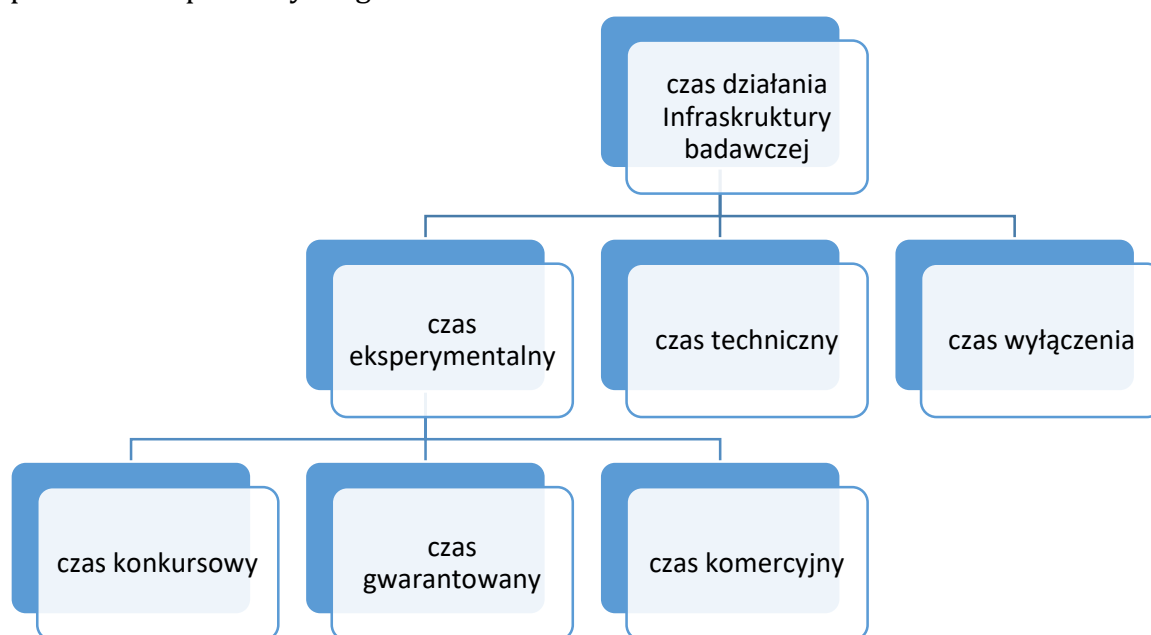 czas działania
Infraskruktury
badawczej
czas
eksperymentalny
czas techniczny
czas wyłączenia
czas konkursowy
czas
gwarantowany
czas komercyjny